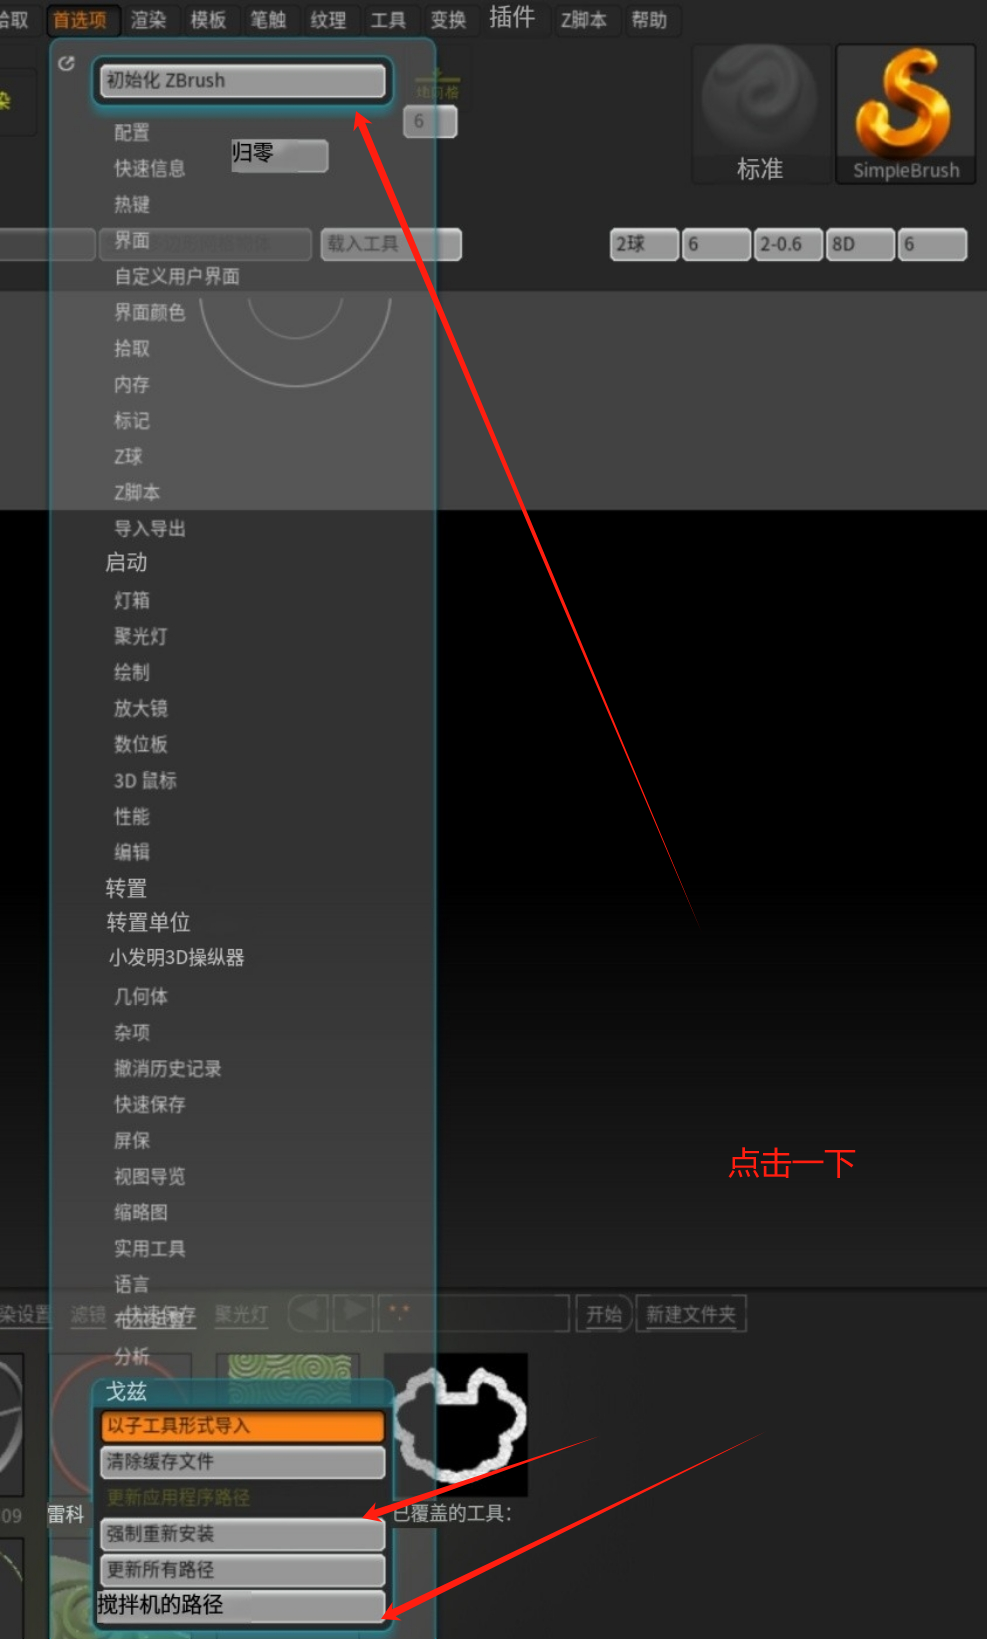 拾取 首选项 渲染 模板 笔触 纹理 工具 变换 插件 Z脚本 帮助
初始化 ZBrush
染
6
标准
SimpleBrush
配置
归零
快速信息
热键
界面
载入工具
2球 6 2-0.6 8D 6
自定义用户界面
界面颜色
拾取
内存
标记
Z球
Z脚本
导入导出
启动
灯箱
聚光灯
绘制
放大镜
数位板
3D 鼠标
性能
编辑
转置
转置单位
小发明3D操纵器
几何体
杂项
撤消历史记录
快速保存
屏保
点击一下
视图导览
缩略图
实用工具
语言
染设置 滤镜 快速保存 聚光灯 开始 新建文件夹
分析
戈兹
以子工具形式导入
清除缓存文件
更新应用程序路径
09 雷科 已覆盖的工具:
强制重新安装
更新所有路径
搅拌机的路径